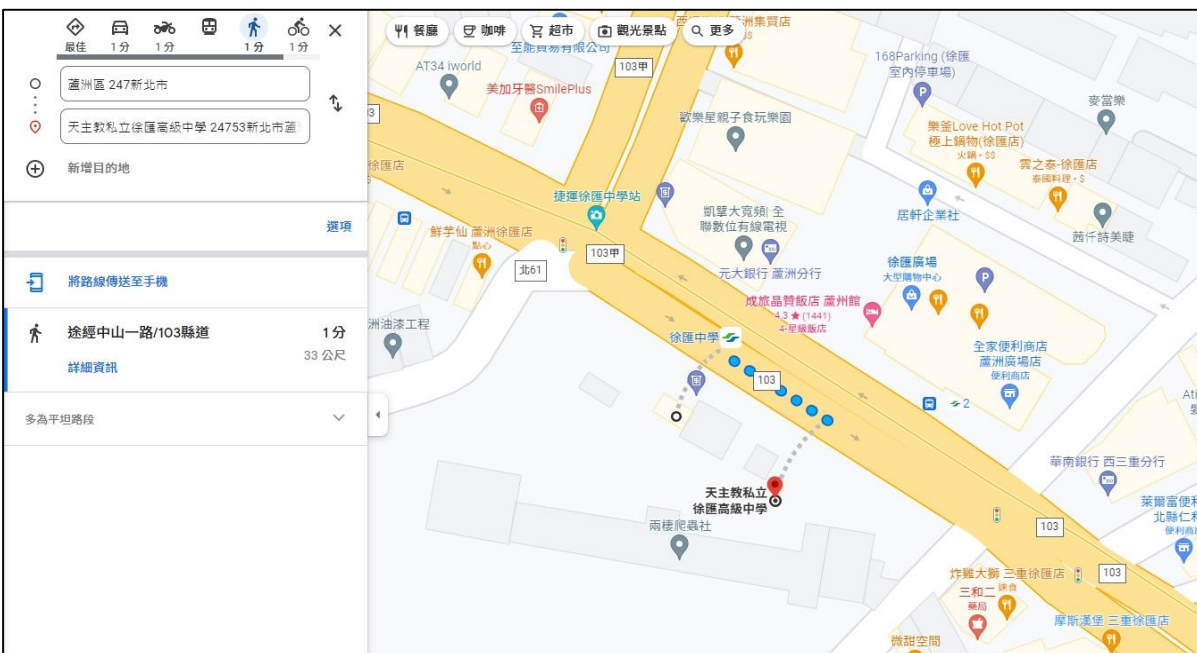 最佳
1 分
1 分
1 分
1 分
蘆洲區 247新北市
天主教私立徐匯高級中學 24753新北市蘆
新增目的地
選項
將路線傳送至手機
途經中山一路/103縣道
1 分
33 公尺
詳細資訊
多為平坦路段
餐廳
咖啡
超市
觀光景點
更多
集賀店
至能貿易有限公司
AT34 iworld
103甲
美加牙醫SmilePlus
168Parking (徐匯
室內停車場)
麥當樂
歡樂星親子食玩樂園
樂釜Love Hot Pot
極上鍋物(徐匯店)
火鍋・$$
雲之泰-徐匯店
泰國料理・$
徐匯店
捷運徐匯中學站
居軒企業社
茜仟詩美睫
鮮芋仙 蘆洲徐匯店
點心
凱擘大寬頻| 全
聯數位有線電視
103甲
北61
元大銀行 蘆洲分行
徐匯廣場
大型購物中心
成旅晶贊飯店 蘆洲館
4.3 ★ (1441)
4-星級飯店
洲油漆工程
徐匯中學
全家便利商店
蘆洲廣場店
便利商店
103
2
Ati
華南銀行 西三重分行
天主教私立
徐匯高級中學
萊爾富便利
北縣仁
便利商店
兩棲爬蟲社
103
炸雞大獅 三重徐匯店
速食
103
三和二
藥局
摩斯漢堡 三重徐匯店
微甜空間